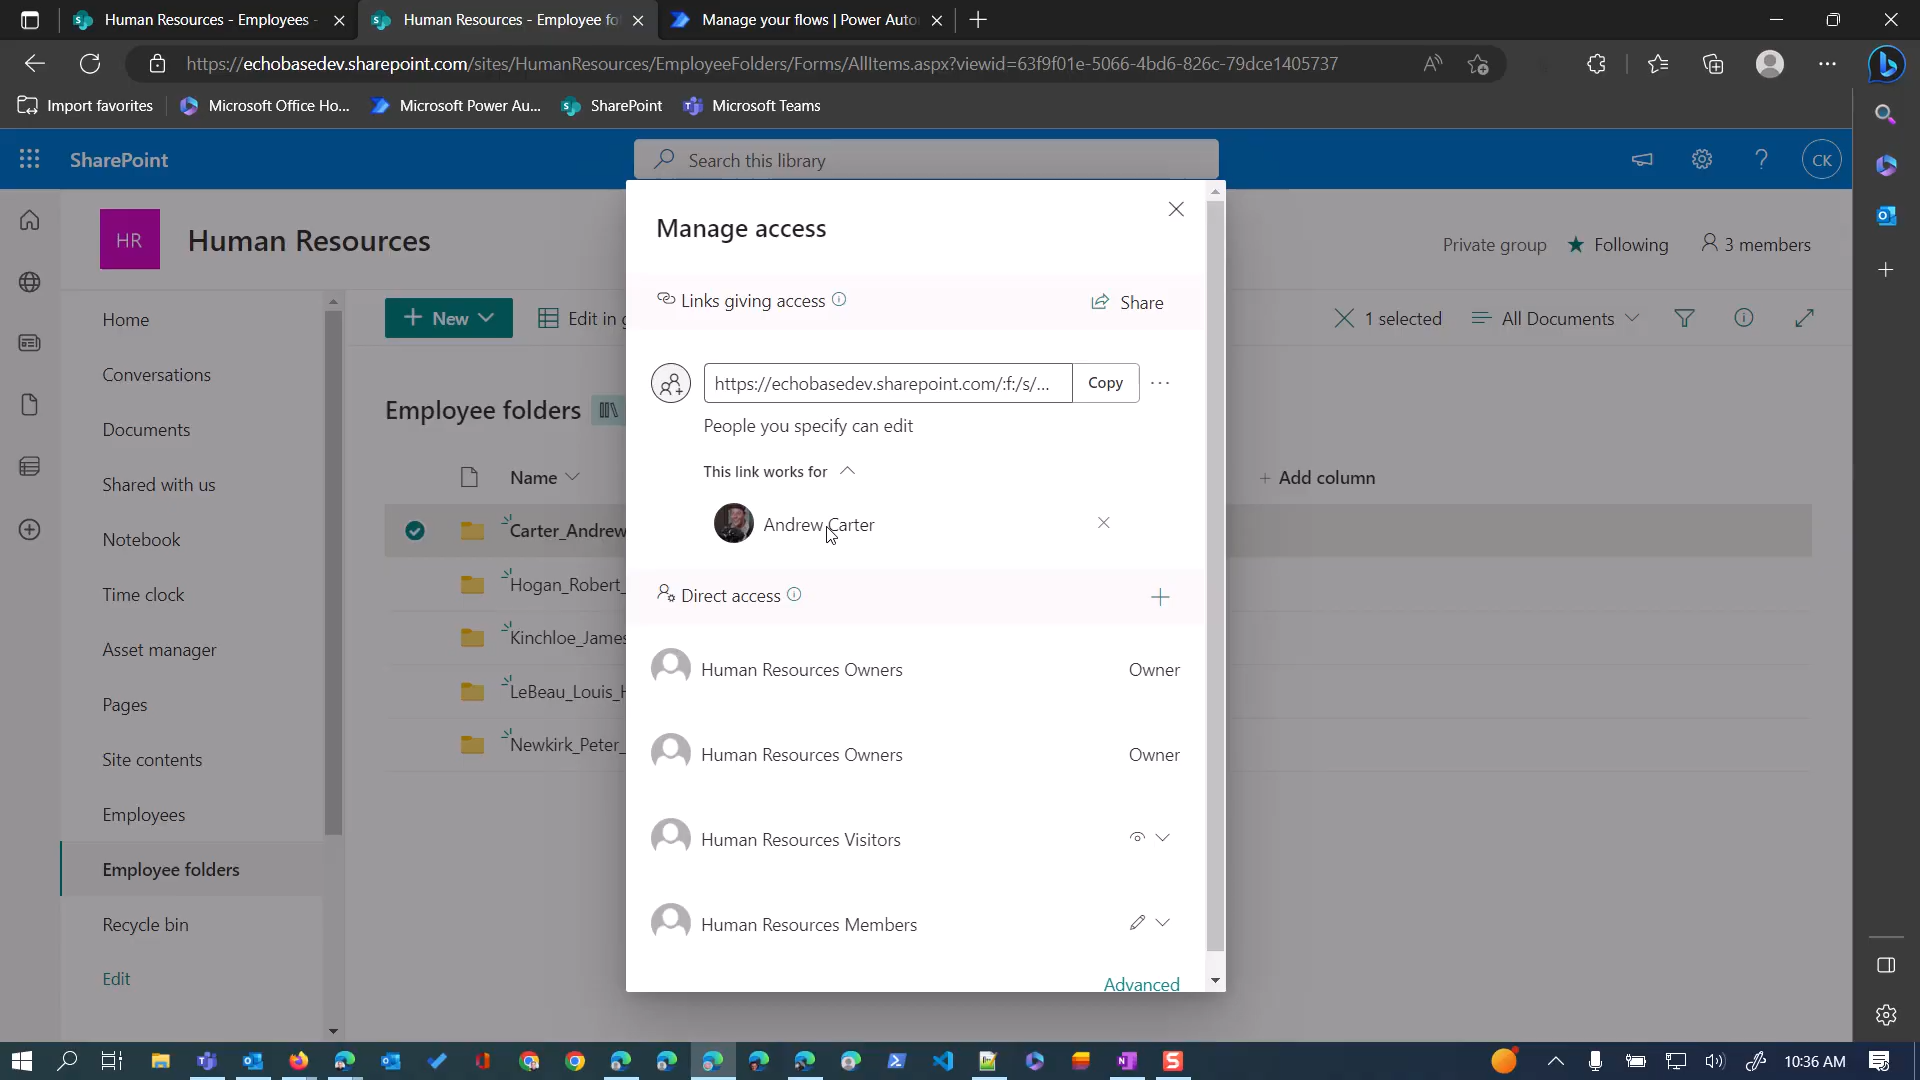 Human Resources - Employees -
Human Resources - Employee fo
Manage your flows | Power Auto
https://echobasedev.sharepoint.com/sites/HumanResources/EmployeeFolders/Forms/AllItems.aspx?viewid=63f9f01e-5066-4bd6-826c-79dce1405737
Import favorites
Microsoft Office Ho...
Microsoft Power Au...
SharePoint
Microsoft Teams
SharePoint
Search this library
CK
HR
Human Resources
Private group
Following
3 members
Home
Conversations
Documents
Shared with us
Notebook
Time clock
Asset manager
Pages
Site contents
Employees
Employee folders
Recycle bin
Edit
New
Edit in g
1 selected
All Documents
Employee folders
Name
Add column
Carter_Andrew
Hogan_Robert_
Kinchloe_James
LeBeau_Louis_H
Newkirk_Peter_
Manage access
Links giving access
Share
https://echobasedev.sharepoint.com/:f:/s/...
Copy
People you specify can edit
This link works for
Andrew Carter
Direct access
Human Resources Owners
Owner
Human Resources Owners
Owner
Human Resources Visitors
Human Resources Members
Advanced
10:36 AM